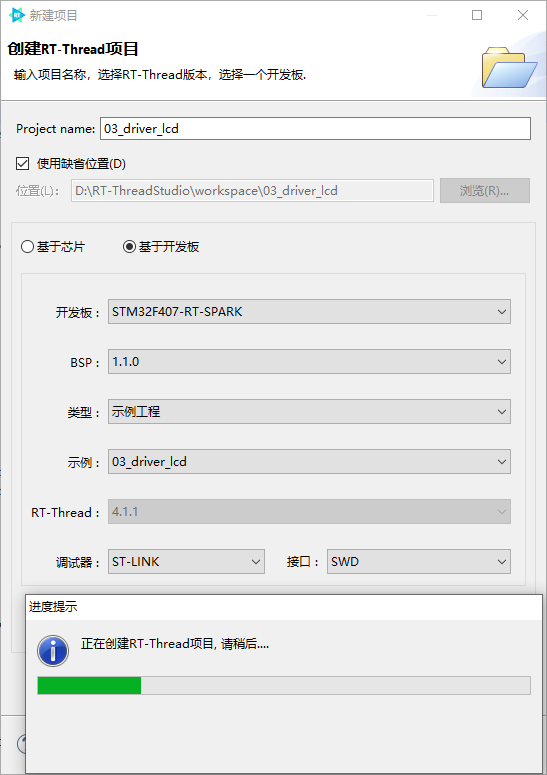 新建项目
创建RT-Thread项目
输入项目名称，选择RT-Thread版本，选择一个开发板.
Project name: 03_driver_lcd
使用缺省位置(D)
位置(L)： D:\RT-ThreadStudio\workspace\03_driver_lcd 浏览(R)...
基于芯片 基于开发板
开发板： STM32F407-RT-SPARK
BSP： 1.1.0
类型： 示例工程
示例： 03_driver_lcd
RT-Thread： 4.1.1
调试器： ST-LINK 接口： SWD
进度提示
正在创建RT-Thread项目, 请稍后....